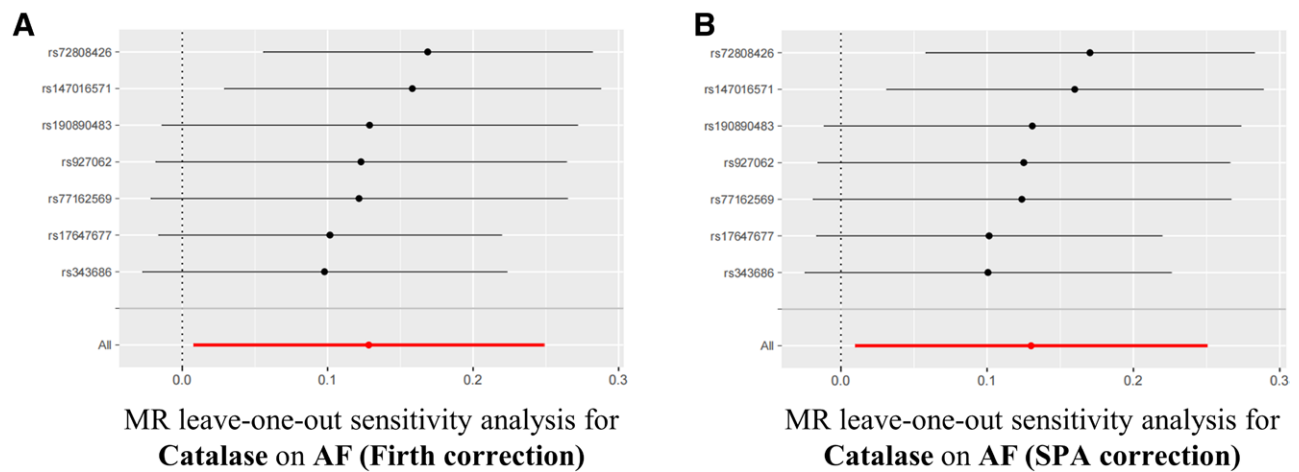 A
rs72808426
rs147016571
rs190890483
rs927062
rs77162569
rs17647677
rs343686
All
0.0 0.1 0.2 0.3
MR leave-one-out sensitivity analysis for
Catalase on AF (Firth correction)
B
rs72808426
rs147016571
rs190890483
rs927062
rs77162569
rs17647677
rs343686
All
0.0 0.1 0.2 0.3
MR leave-one-out sensitivity analysis for
Catalase on AF (SPA correction)